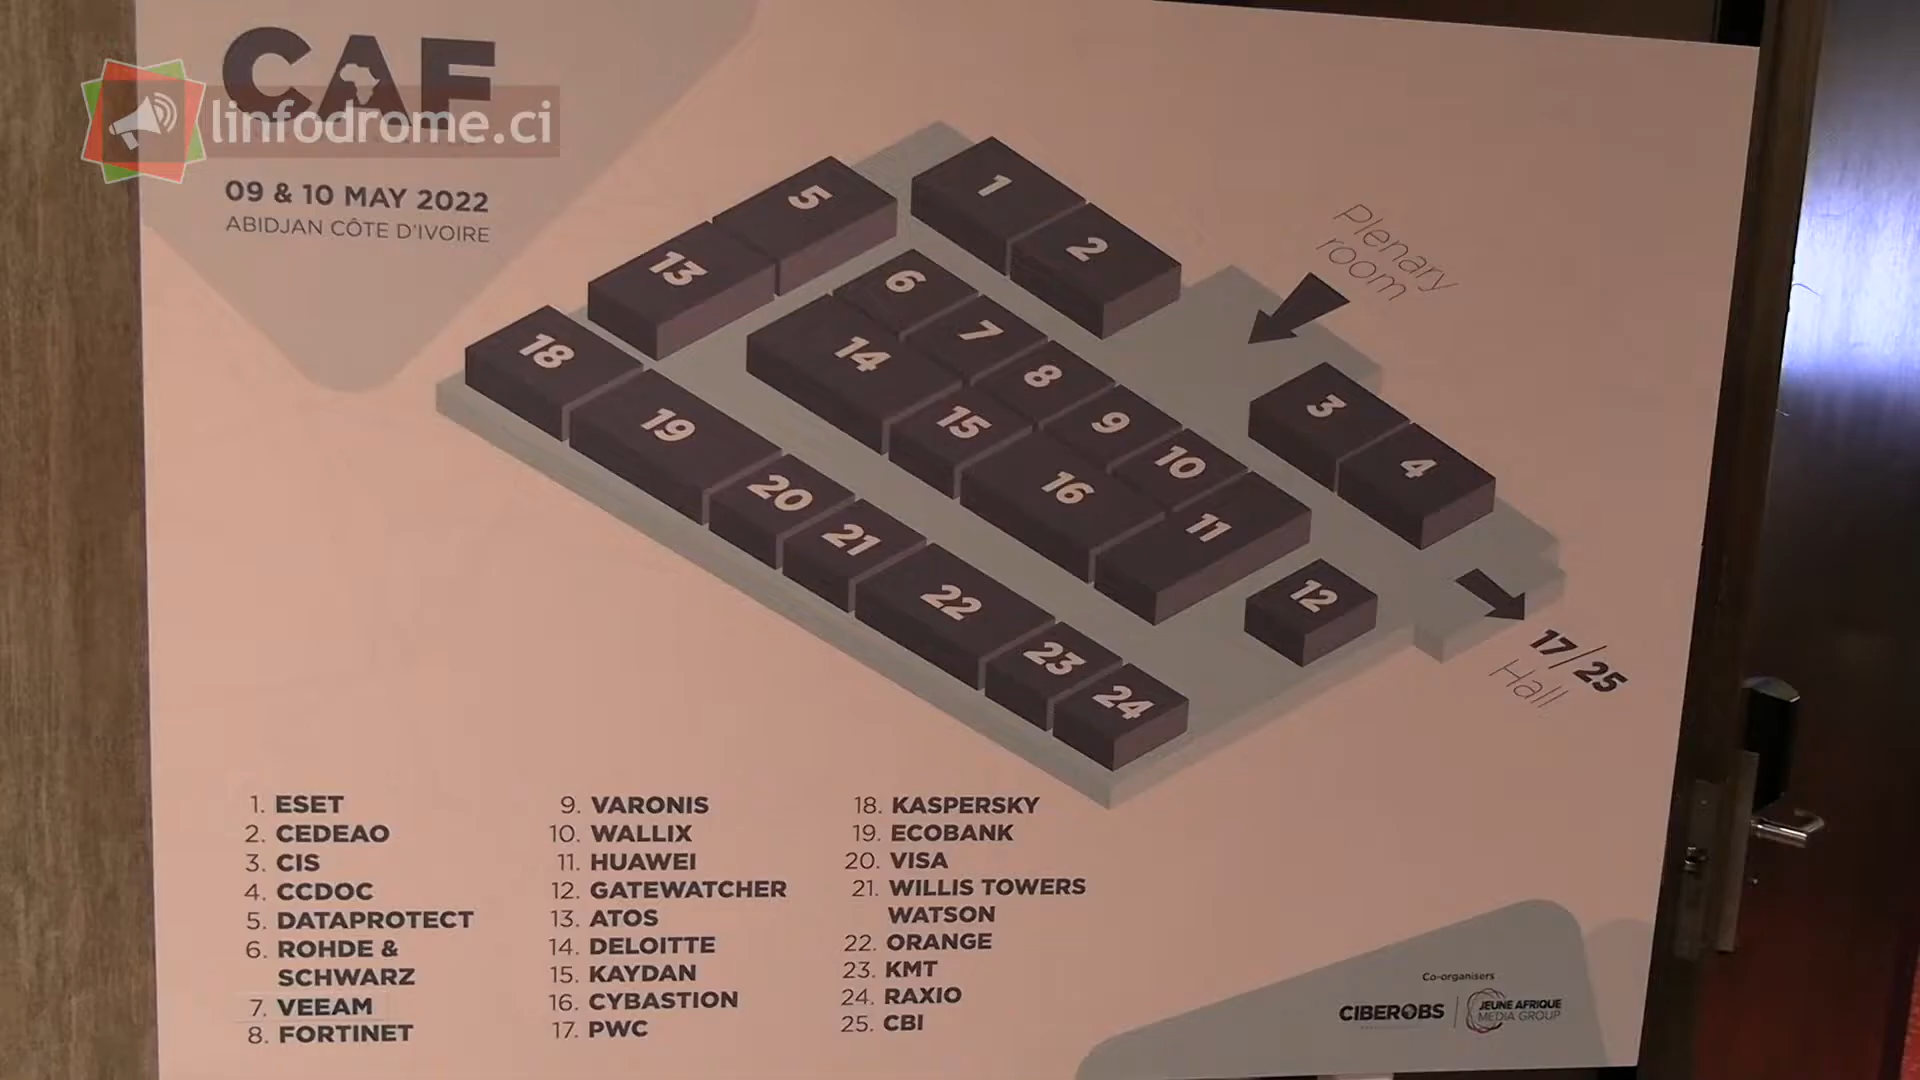 CAF
linfodrome.ci
09 & 10 MAY 2022
ABIDJAN CÔTE D'IVOIRE
1
2
3
4
5
6
7
8
9
10
11
12
13
14
15
16
18
19
20
21
22
23
24
Plenary
room
17/25
Hall
1. ESET
2. CEDEAO
3. CIS
4. CCDOC
5. DATAPROTECT
6. ROHDE &
SCHWARZ
7. VEEAM
8. FORTINET
9. VARONIS
10. WALLIX
11. HUAWEI
12. GATEWATCHER
13. ATOS
14. DELOITTE
15. KAYDAN
16. CYBASTION
17. PWC
18. KASPERSKY
19. ECOBANK
20. VISA
21. WILLIS TOWERS
WATSON
22. ORANGE
23. KMT
24. RAXIO
25. CBI
Co-organisers
CIBEROBS
JEUNE AFRIQUE
MEDIA GROUP